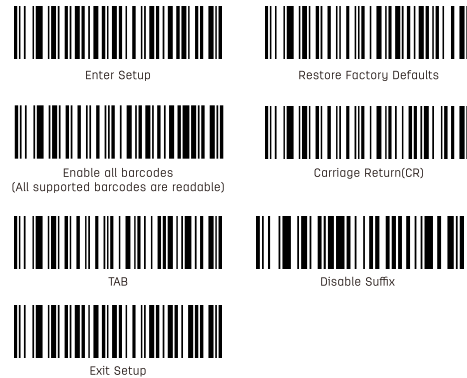 Enter Setup
Restore Factory Defaults
Enable all barcodes
(All supported barcodes are readable)
Carriage Return(CR)
TAB
Disable Suffix
Exit Setup